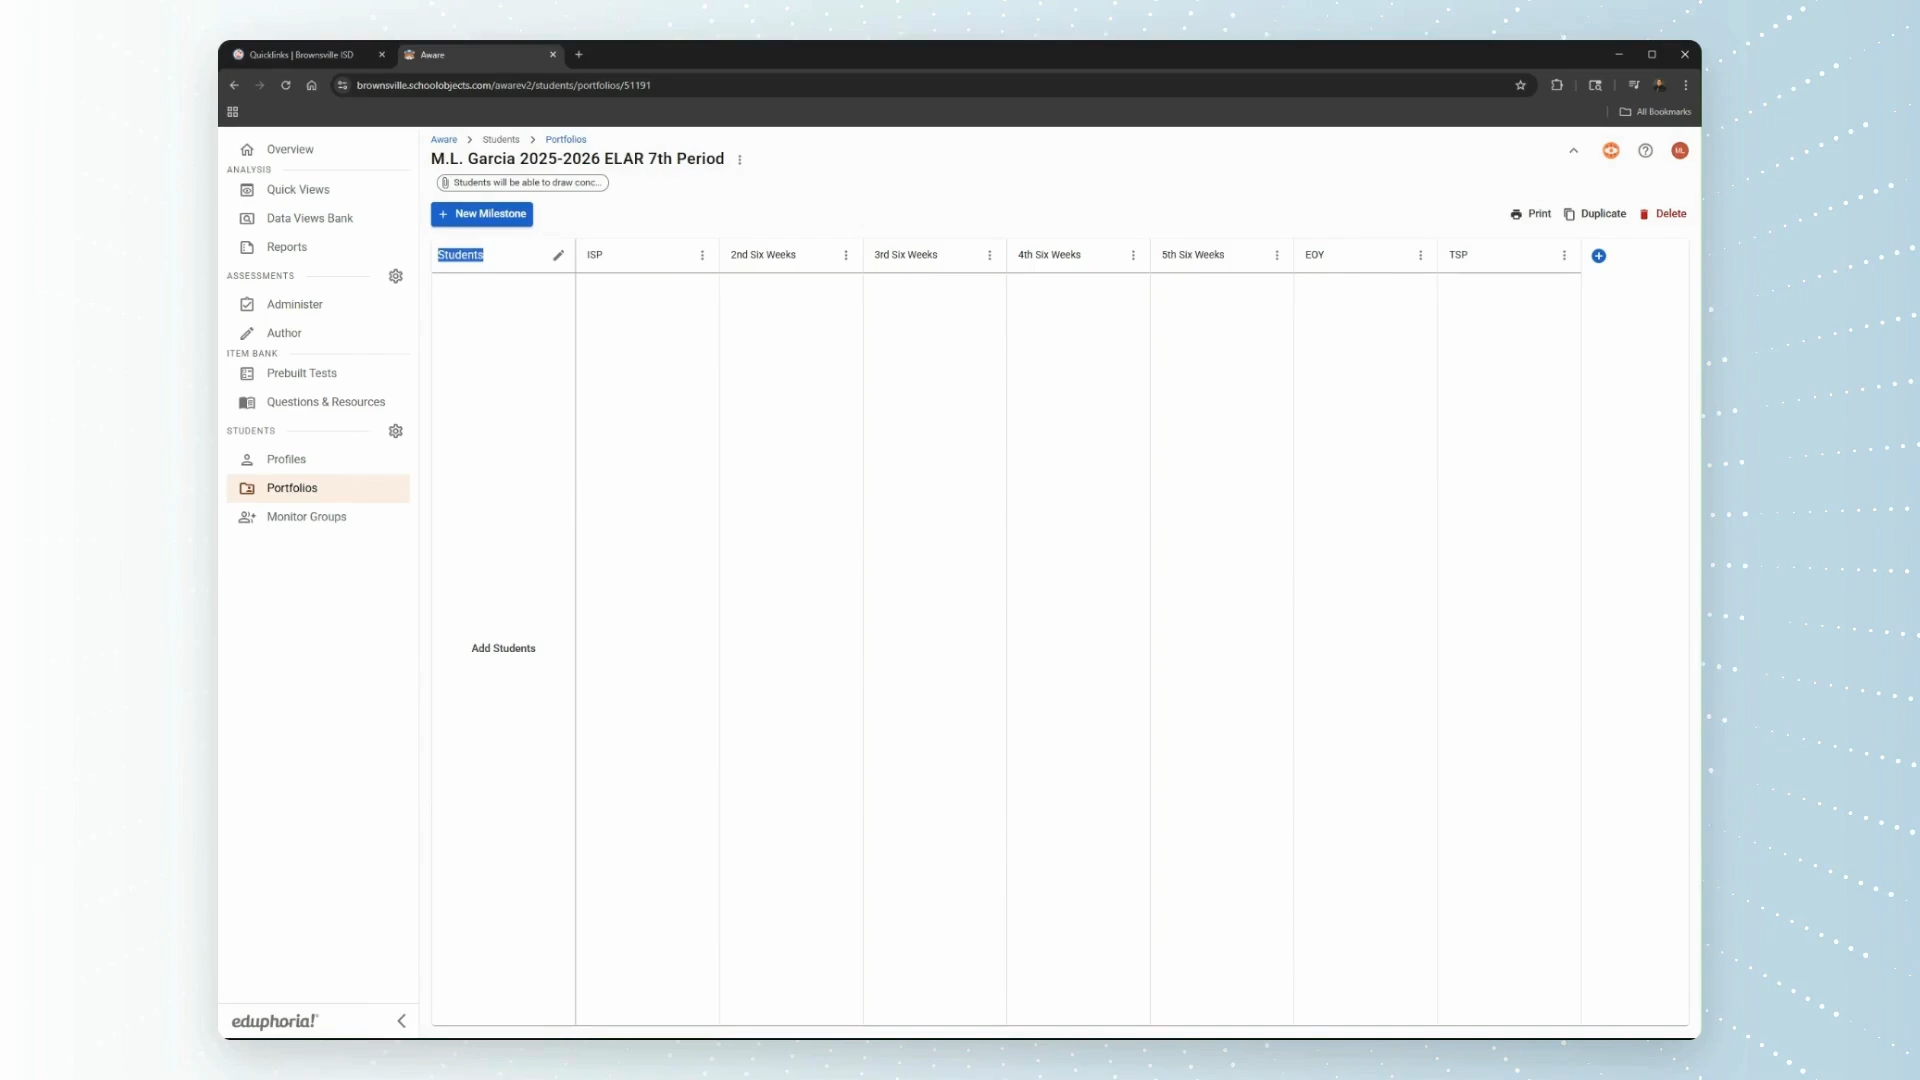 Quicklinks | Brownsville ISD
Aware
brownsville.schoolobjects.com/awarev2/students/portfolios/51191
All Bookmarks
Overview
ANALYSIS
Quick Views
Data Views Bank
Reports
ASSESSMENTS
Administer
Author
ITEM BANK
Prebuilt Tests
Questions & Resources
STUDENTS
Profiles
Portfolios
Monitor Groups
eduphoria!
Aware > Students > Portfolios
M.L. Garcia 2025-2026 ELAR 7th Period
ML
Students will be able to draw conc...
+ New Milestone
Print Duplicate Delete
Students ISP 2nd Six Weeks 3rd Six Weeks 4th Six Weeks 5th Six Weeks EOY TSP
Add Students